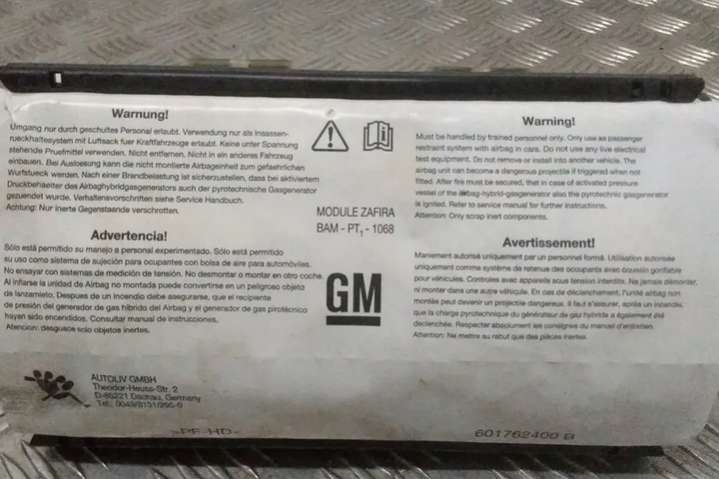 Warnung!
Umgang nur durch geschultes Personal erlaubt. Verwendung nur als Insassen-
rueckhaltesystem mit Luftsack fuer Kraftfahrzeuge erlaubt. Keine unter Spannung
stehende Pruefmittel verwenden. Nicht entfernen. Nicht in ein anderes Fahrzeug
einbauen. Bei Ausloesung kann die nicht montierte Airbageinheit zum gefaehrlichen
Wurfstueck werden. Nach einer Brandbelastung ist sicherzustellen, dass bei aktiviertem
Druckbehaelter des Airbaghybridgasgenerators auch der pyrotechnische Gasgenerator
gezuendet wurde. Verhaltensvorschriften siehe Service Handbuch.
Achtung: Nur inerte Gegenstaende verschrotten.
Advertencia!
Sólo está permitido su manejo a personal experimentado. Sólo está permitido
su uso como sistema de sujeción para ocupantes con bolsa de aire para automóviles.
No ensayar con sistemas de medición de tensión. No desmontar o montar en otro coche.
Al inflarse la unidad de Airbag no montada puede convertirse en un peligroso objeto
de lanzamiento. Despues de un incendio debe asegurarse, que el recipiente
de presión del generador de gas híbrido del Airbag y el generador de gas pirotécnico
hayan sido encendidos. Consultar manual de instrucciones.
Atencion: desguace solo objetos inertes.
MODULE ZAFIRA
BAM - PT1 - 1068
GM
Warning!
Must be handled by trained personnel only. Only use as passenger
restraint system with airbag in cars. Do not use any live electrical
test equipment. Do not remove or install into another vehicle. The
airbag unit can become a dangerous projectile if triggered when not
fitted. After fire must be secured, that in case of activated pressure
vessel of the airbag-hybrid-gasgenerator also the pyrotechnic gasgenerator
is ignited. Refer to service manual for further instructions.
Attention: Only scrap inert components.
Avertissement!
Maniement autorisé uniquement par un personnel formé. Utilisation autorisée
uniquement comme système de retenue des occupants avec coussin gonflable
pour véhicules. Controles avec appareils sous tension interdits. Ne jamais démonter,
ni monter dans une autre véhicule. En cas de déclenchement, l'unité airbag non
montée peut devenir un projectile dangereux. Il faut s'assurer, après un incendie,
que la charge pyrotechnique du générateur de gaz hybride a également été
declenchée. Respecter absolument les consignes du manuel d'entretien.
Attention: Ne mettre au rebut que des pièces inertes.
AUTOLIV GMBH
Theodor-Heuss-Str. 2
D-85221 Dachau, Germany
Tel.: 0049/8131/295-0
>PF-HD-
601762400 B